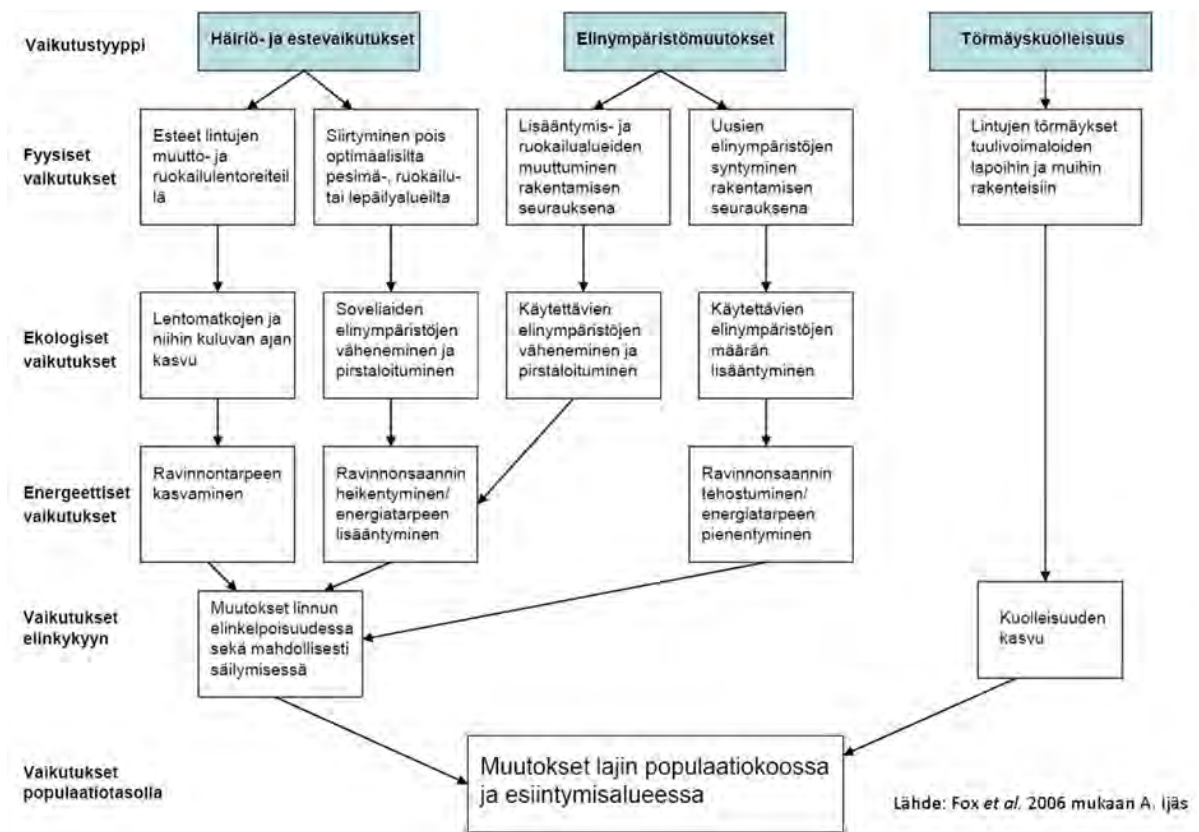 Vaikutustyyppi
Häiriö- ja estevaikutukset
Elinympäristömuutokset
Törmäyskuolleisuus
Fyysiset
vaikutukset
Esteet lintujen
muutto- ja
ruokailulentoreiteil
lä
Siirtyminen pois
optimaalisilta
pesimä-, ruokailu-
tai lepäilyalueilta
Lisääntymis- ja
ruokailualueiden
muuttuminen
rakentamisen
seurauksena
Uusien
elinympäristöjen
syntyminen
rakentamisen
seurauksena
Lintujen törmäykset
tuulivoimaloiden
lapoihin ja muihin
rakenteisiin
Ekologiset
vaikutukset
Lentomatkojen ja
niihin kuluvan ajan
kasvu
Soveliaiden
elinympäristöjen
väheneminen ja
pirstaloituminen
Käytettävien
elinympäristöjen
väheneminen ja
pirstaloituminen
Käytettävien
elinympäristöjen
määrän
lisääntyminen
Energeettiset
vaikutukset
Ravinnontarpeen
kasvaminen
Ravinnonsaannin
heikentyminen/
energiatarpeen
lisääntyminen
Ravinnonsaannin
tehostuminen/
energiatarpeen
pienentyminen
Vaikutukset
elinkykyyn
Muutokset linnun
elinkelpoisuudessa
sekä mahdollisesti
säilymisessä
Kuolleisuuden
kasvu
Vaikutukset
populaatiotasolla
Muutokset lajin populaatiokoossa
ja esiintymisalueessa
Lähde: Fox et al. 2006 mukaan A. Ijäs